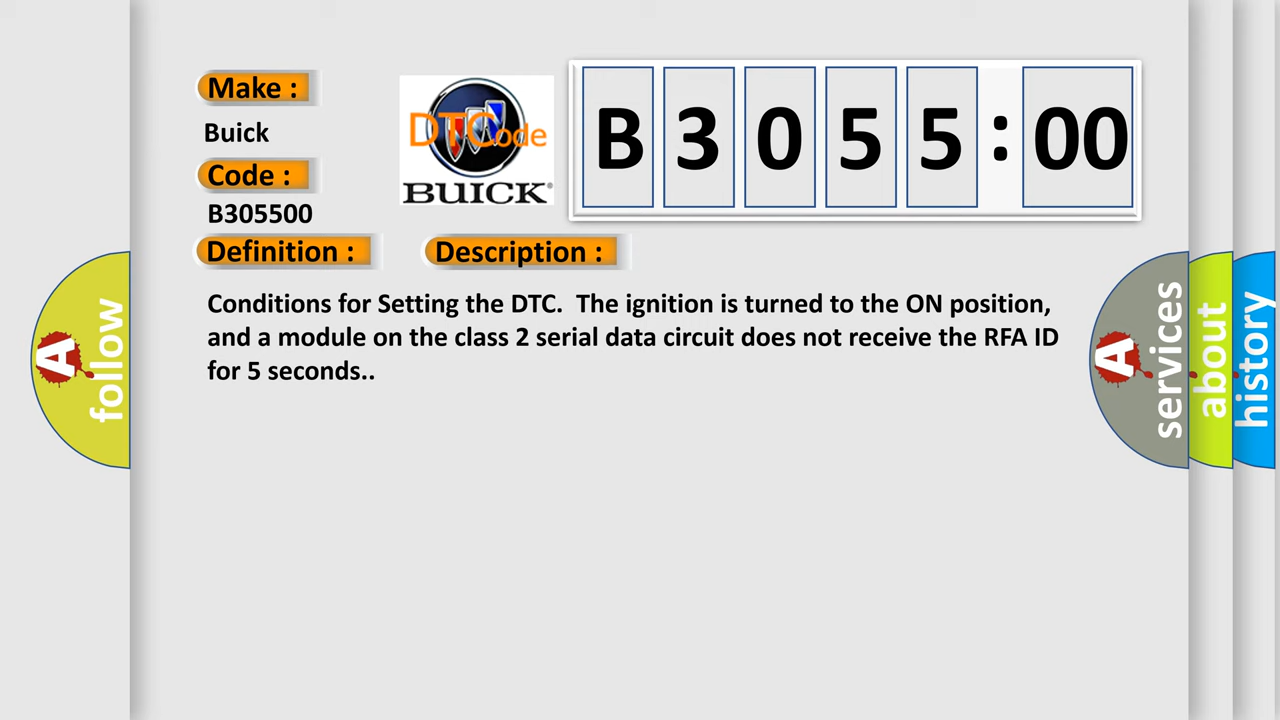 Make :
Buick
Code :
B305500
DTCode
BUICK®
B 3 0 5 5 : 00
Definition :
Description :
Conditions for Setting the DTC  The ignition is turned to the ON position,
and a module on the class 2 serial data circuit does not receive the RFA ID
for 5 seconds..
A follow
A services
about
history